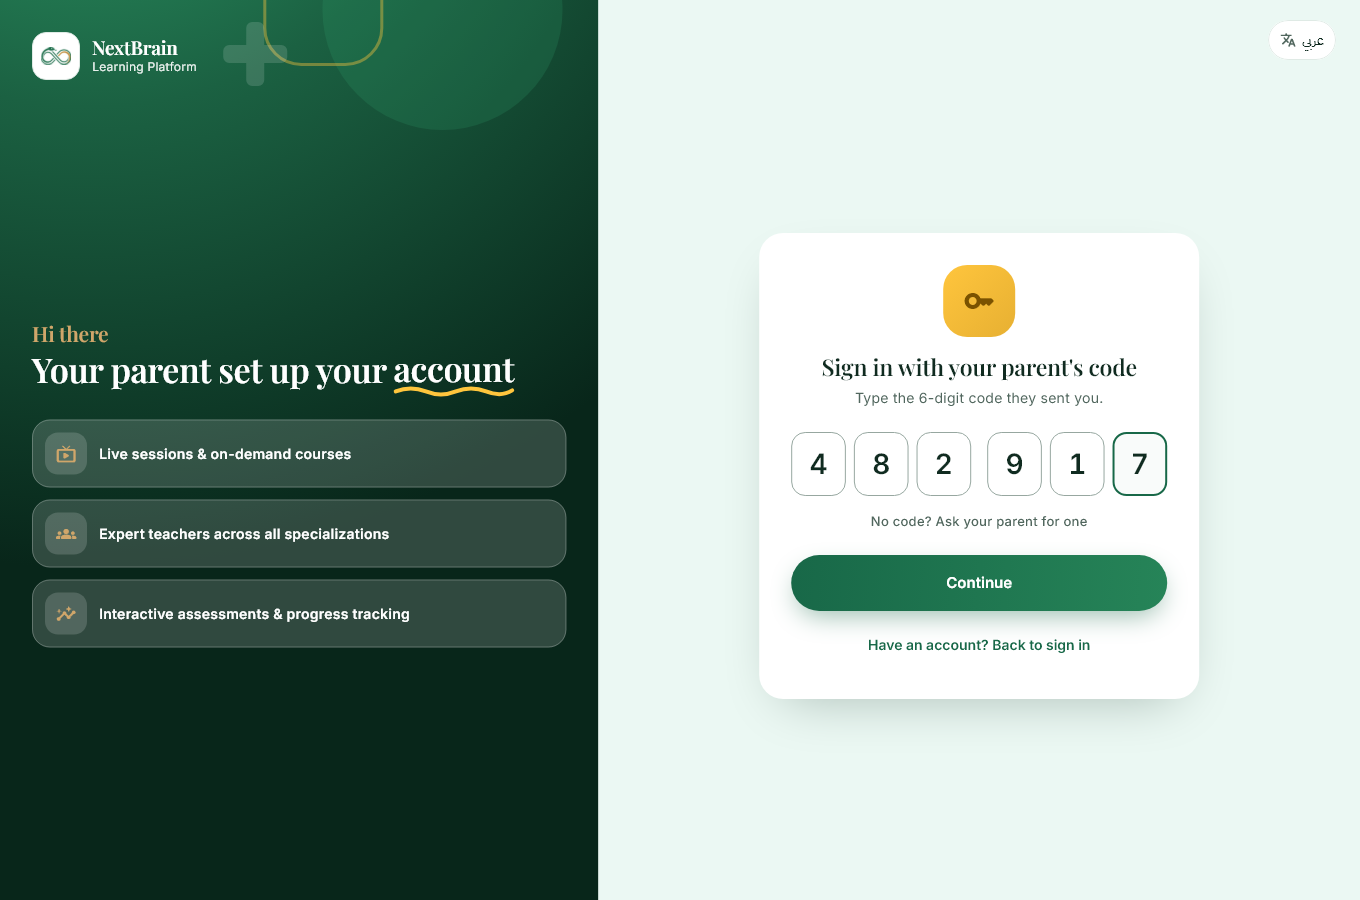 NextBrain
Learning Platform
Hi there
Your parent set up your account
Live sessions & on-demand courses
Expert teachers across all specializations
Interactive assessments & progress tracking
عربي
Sign in with your parent's code
Type the 6-digit code they sent you.
4 8 2 9 1 7
No code? Ask your parent for one
Continue
Have an account? Back to sign in